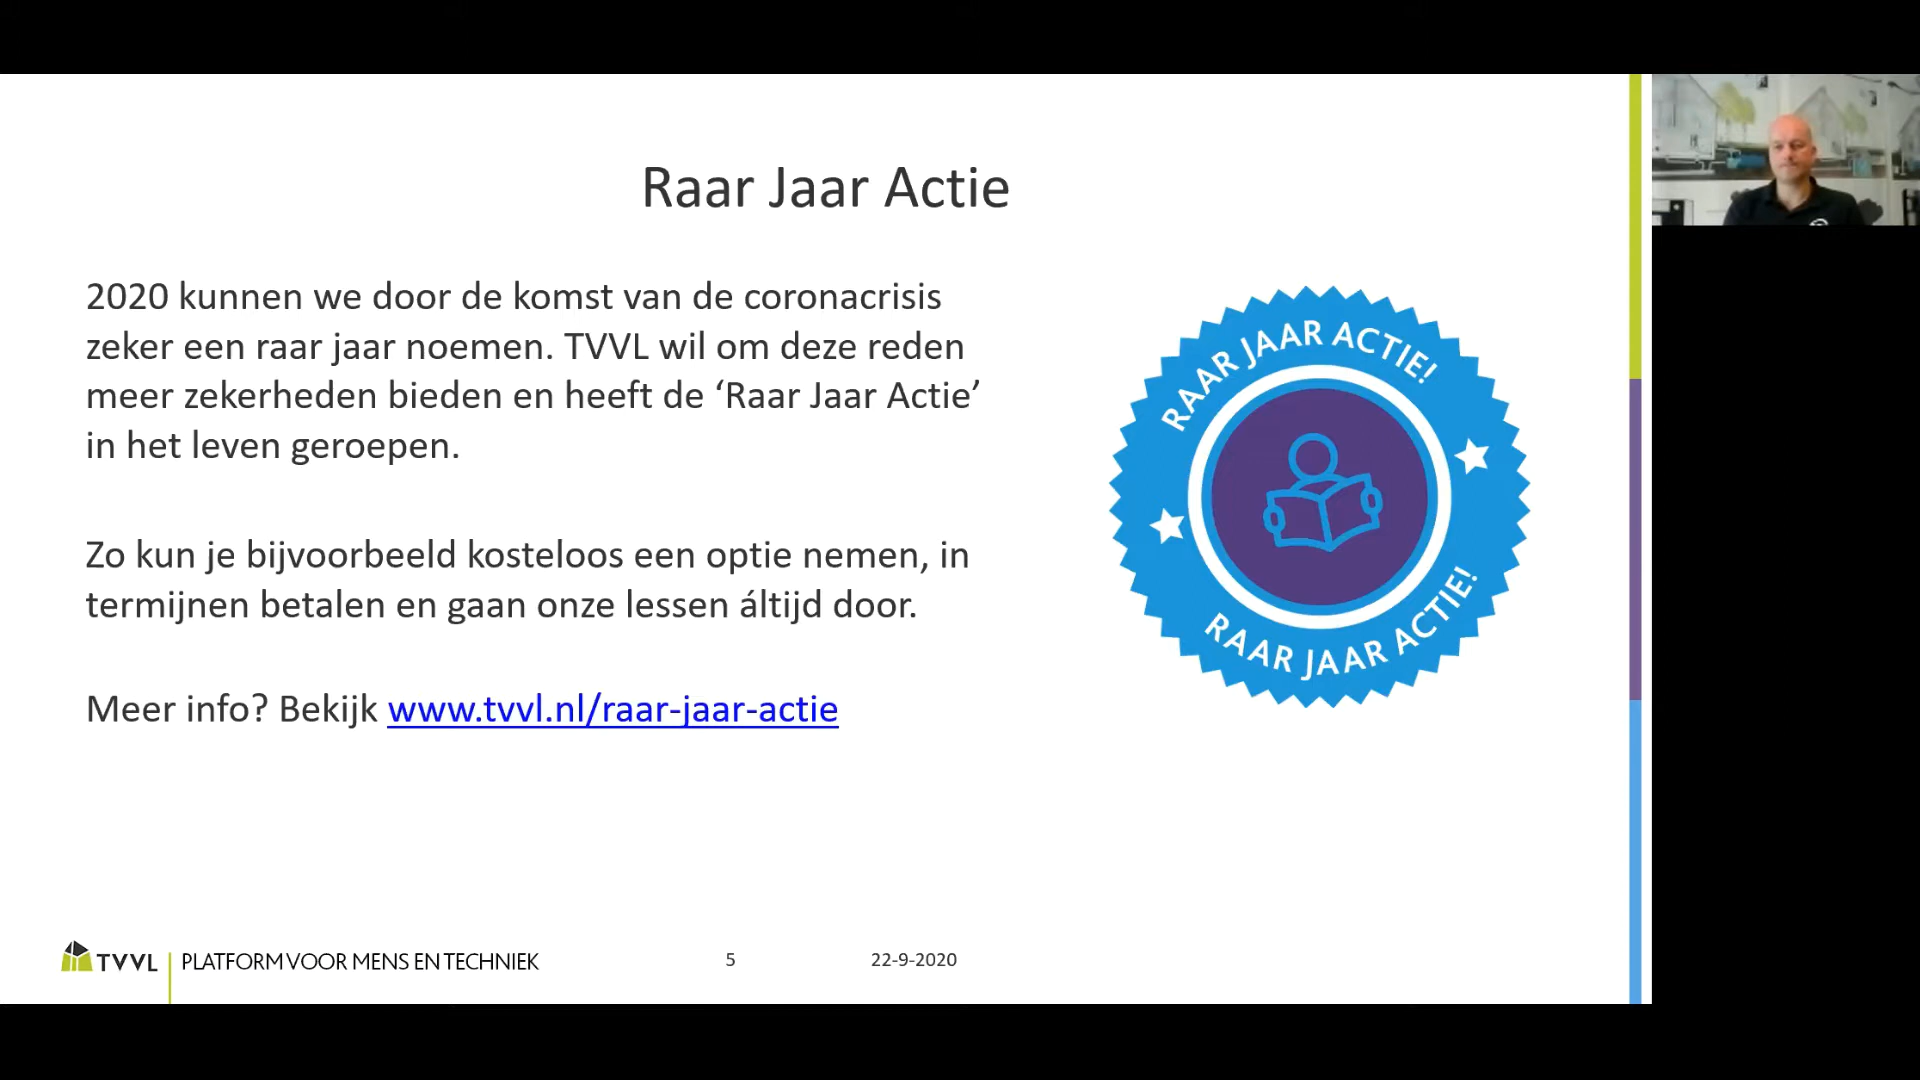 Raar Jaar Actie
2020 kunnen we door de komst van de coronacrisis
zeker een raar jaar noemen. TVVL wil om deze reden
meer zekerheden bieden en heeft de ‘Raar Jaar Actie’
in het leven geroepen.
Zo kun je bijvoorbeeld kosteloos een optie nemen, in
termijnen betalen en gaan onze lessen áltijd door.
Meer info? Bekijk www.tvvl.nl/raar-jaar-actie
RAAR JAAR ACTIE!
RAAR JAAR ACTIE!
TVVL PLATFORM VOOR MENS EN TECHNIEK
5
22-9-2020